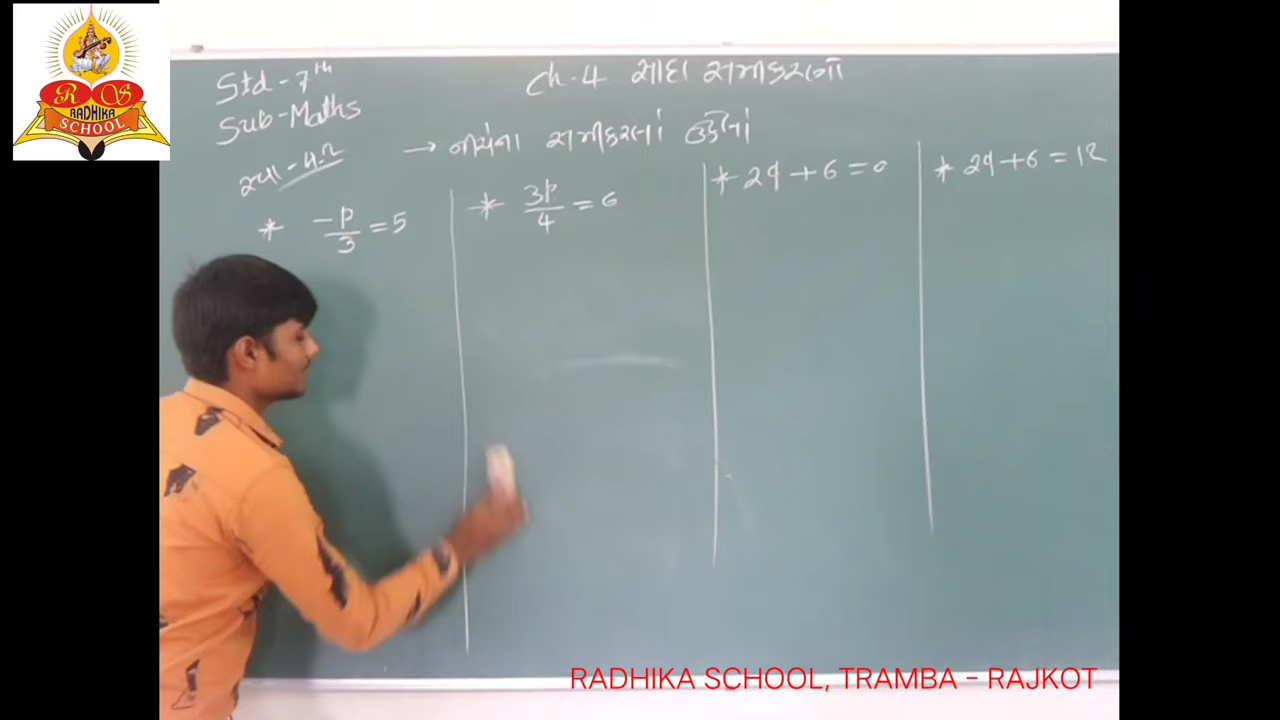 R S
RADHIKA
SCHOOL
Std - 7th
Sub - Maths
સ્વા - 4.2
Ch. 4 સાદા સમીકરણો
→ નીચેના સમીકરણનો ઉકેલો
* -p/3 = 5
* 3p/4 = 6
* 2q + 6 = 0
* 2q + 6 = 12
RADHIKA SCHOOL, TRAMBA - RAJKOT